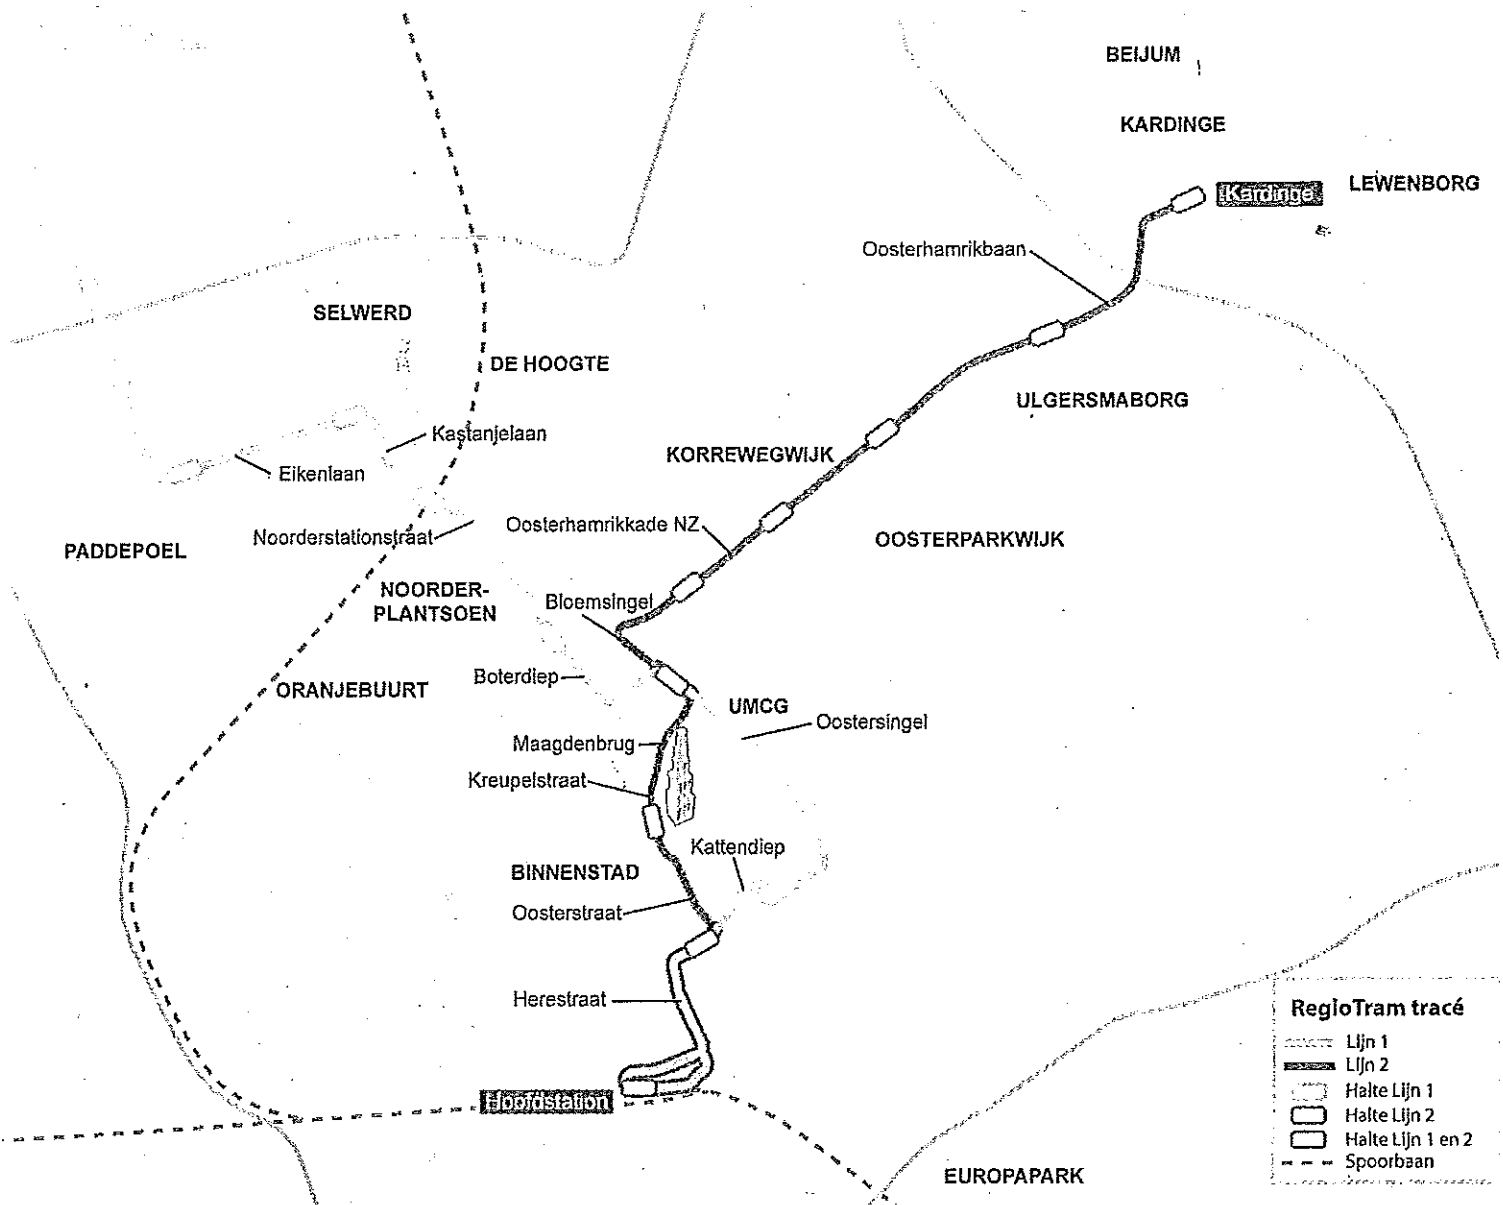 BEIJUM
KARDINGE
Kardinge
LEWENBORG
Oosterhamrikbaan
SELWERD
DE HOOGTE
ULGERSMABORG
Kastanjelaan
KORREWEGWIJK
Eikenlaan
Oosterhamrikkade NZ
Noorderstationstraat
OOSTERPARKWIJK
PADDEPOEL
NOORDER-
PLANTSOEN
Bloemsingel
Boterdiep
ORANJEBUURT
UMCG
Oostersingel
Maagdenbrug
Kreupelstraat
Kattendiep
BINNENSTAD
Oosterstraat
Herestraat
Hoofdstation
EUROPAPARK
RegioTram tracé
Lijn 1
Lijn 2
Halte Lijn 1
Halte Lijn 2
Halte Lijn 1 en 2
Spoorbaan